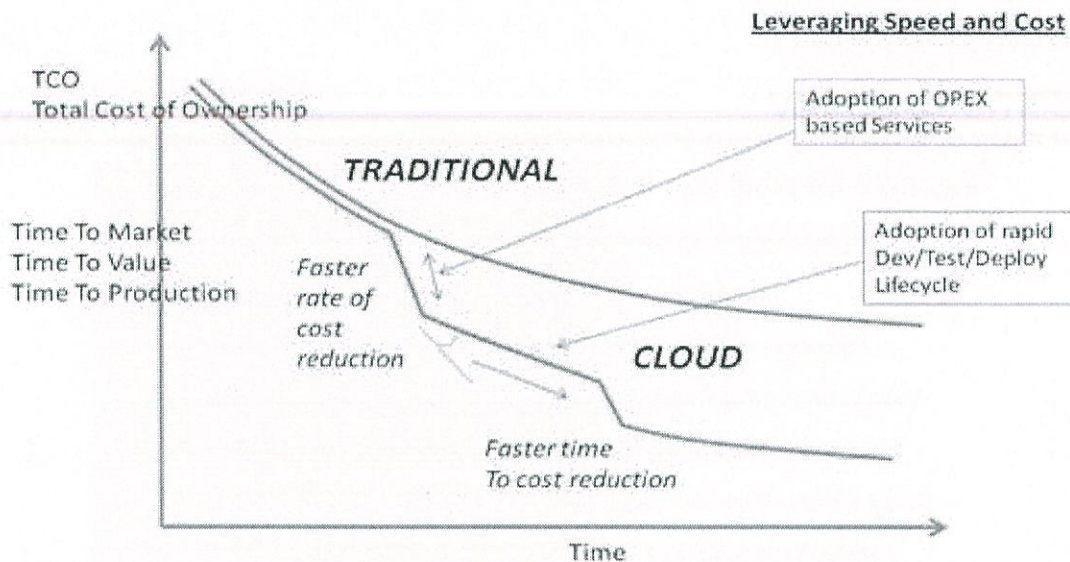 Leveraging Speed and Cost
TCO
Total Cost of Ownership
Adoption of OPEX
based Services
TRADITIONAL
Time To Market
Time To Value
Time To Production
Adoption of rapid
Dev/Test/Deploy
Lifecycle
Faster
rate of
cost
reduction
CLOUD
Faster time
To cost reduction
Time